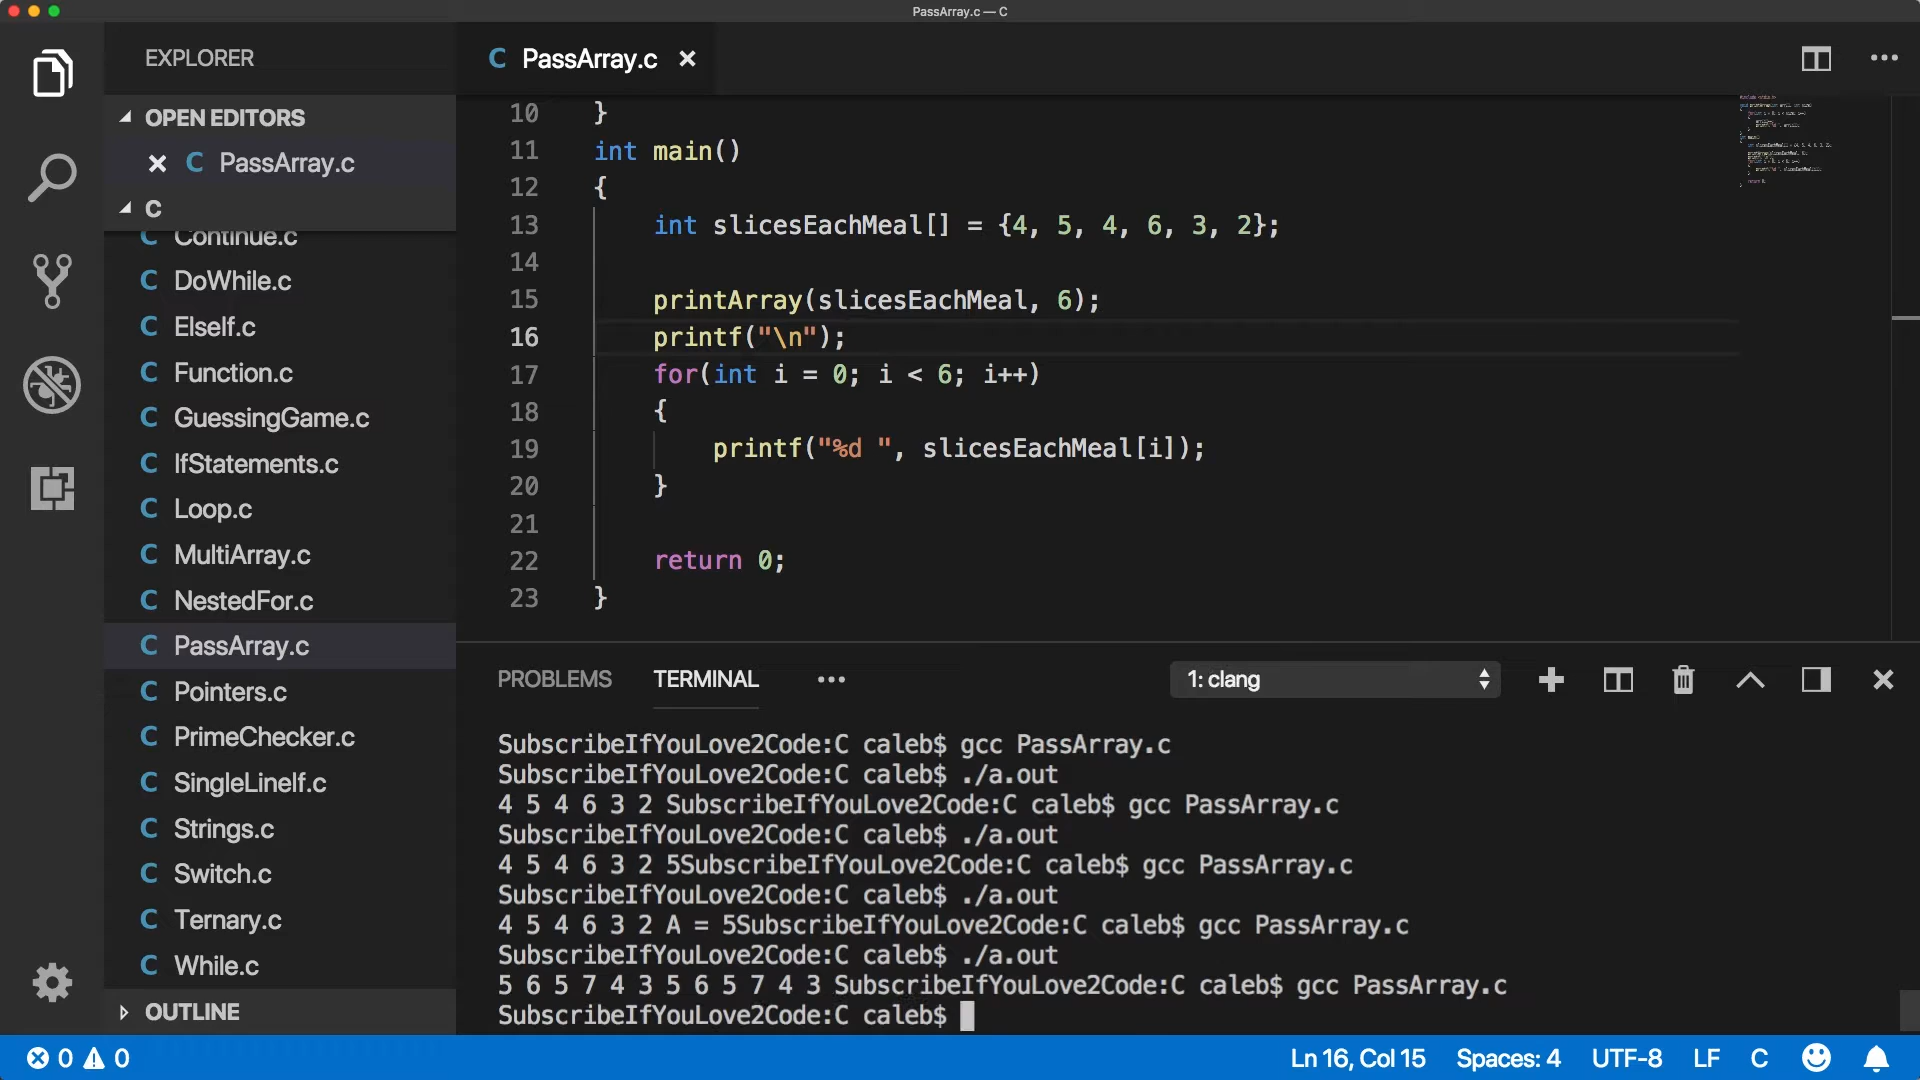 PassArray.c — C
EXPLORER
OPEN EDITORS
C PassArray.c
C
C Continue.c
C DoWhile.c
C ElseIf.c
C Function.c
C GuessingGame.c
C IfStatements.c
C Loop.c
C MultiArray.c
C NestedFor.c
C PassArray.c
C Pointers.c
C PrimeChecker.c
C SingleLineIf.c
C Strings.c
C Switch.c
C Ternary.c
C While.c
OUTLINE
C PassArray.c
10 }
11 int main()
12 {
13 int slicesEachMeal[] = {4, 5, 4, 6, 3, 2};
14
15 printArray(slicesEachMeal, 6);
16 printf("\n");
17 for(int i = 0; i < 6; i++)
18 {
19 printf("%d ", slicesEachMeal[i]);
20 }
21
22 return 0;
23 }
PROBLEMS TERMINAL ••• 1: clang
SubscribeIfYouLove2Code:C caleb$ gcc PassArray.c
SubscribeIfYouLove2Code:C caleb$ ./a.out
4 5 4 6 3 2 SubscribeIfYouLove2Code:C caleb$ gcc PassArray.c
SubscribeIfYouLove2Code:C caleb$ ./a.out
4 5 4 6 3 2 5SubscribeIfYouLove2Code:C caleb$ gcc PassArray.c
SubscribeIfYouLove2Code:C caleb$ ./a.out
4 5 4 6 3 2 A = 5SubscribeIfYouLove2Code:C caleb$ gcc PassArray.c
SubscribeIfYouLove2Code:C caleb$ ./a.out
5 6 5 7 4 3 5 6 5 7 4 3 SubscribeIfYouLove2Code:C caleb$ gcc PassArray.c
SubscribeIfYouLove2Code:C caleb$
0 0 Ln 16, Col 15 Spaces: 4 UTF-8 LF C